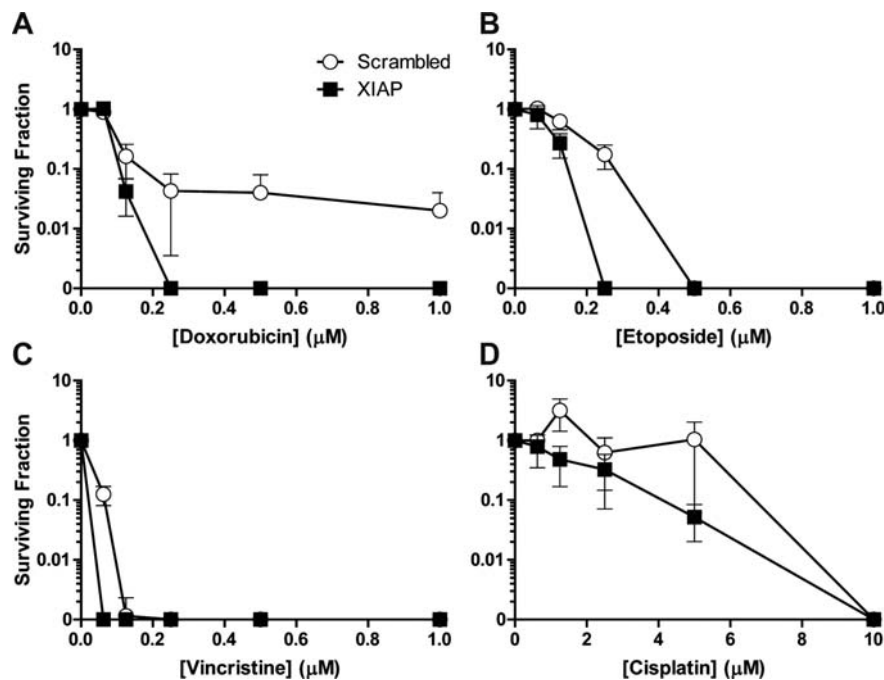 A
B
10
1
0.1
0.01
0
Surviving Fraction
Scrambled
XIAP
0.0 0.2 0.4 0.6 0.8 1.0
[Doxorubicin] (μM)
10
1
0.1
0.01
0
0.0 0.2 0.4 0.6 0.8 1.0
[Etoposide] (μM)
C
D
10
1
0.1
0.01
0
Surviving Fraction
0.0 0.2 0.4 0.6 0.8 1.0
[Vincristine] (μM)
10
1
0.1
0.01
0
0 2 4 6 8 10
[Cisplatin] (μM)